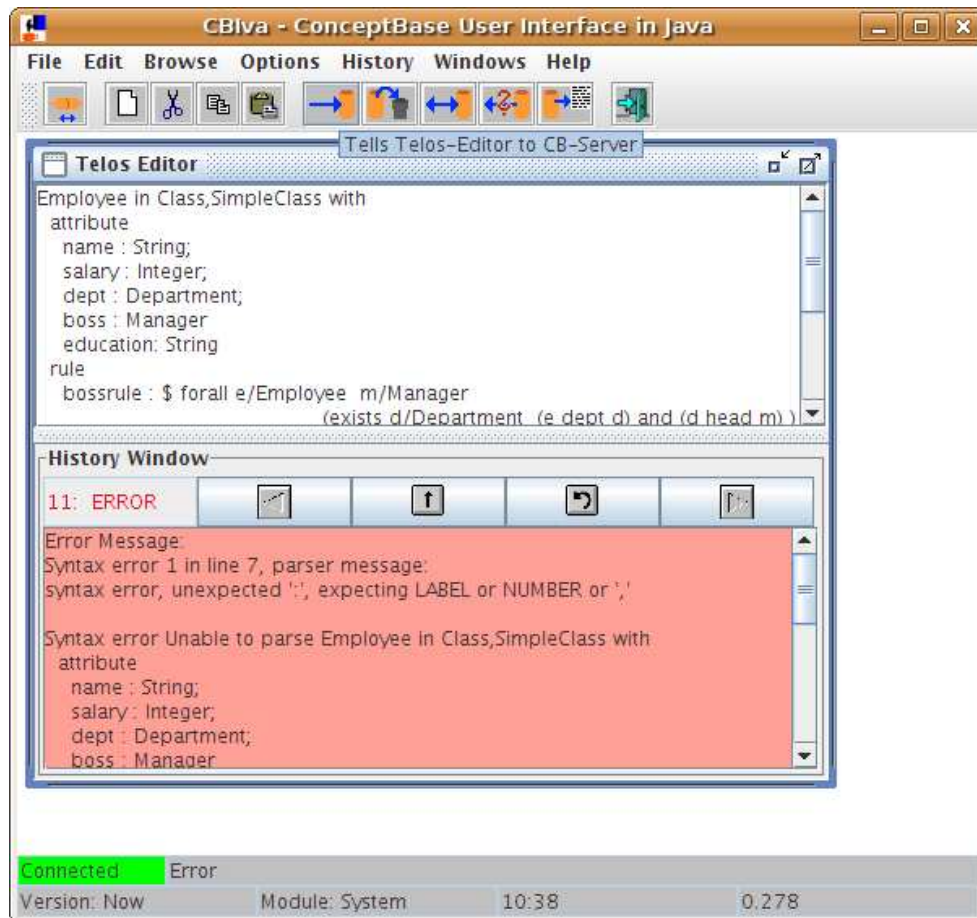 CBIva - ConceptBase User Interface in Java
File Edit Browse Options History Windows Help
Tells Telos-Editor to CB-Server
Telos Editor
Employee in Class,SimpleClass with
attribute
name : String;
salary : Integer;
dept : Department;
boss : Manager
education: String
rule
bossrule : $ forall e/Employee m/Manager
(exists d/Department (e dept d) and (d head m) )
History Window
11: ERROR
Error Message:
Syntax error 1 in line 7, parser message:
syntax error, unexpected ':', expecting LABEL or NUMBER or ','
Syntax error Unable to parse Employee in Class,SimpleClass with
attribute
name : String;
salary : Integer;
dept : Department;
boss : Manager
Connected Error
Version: Now Module: System 10:38 0.278